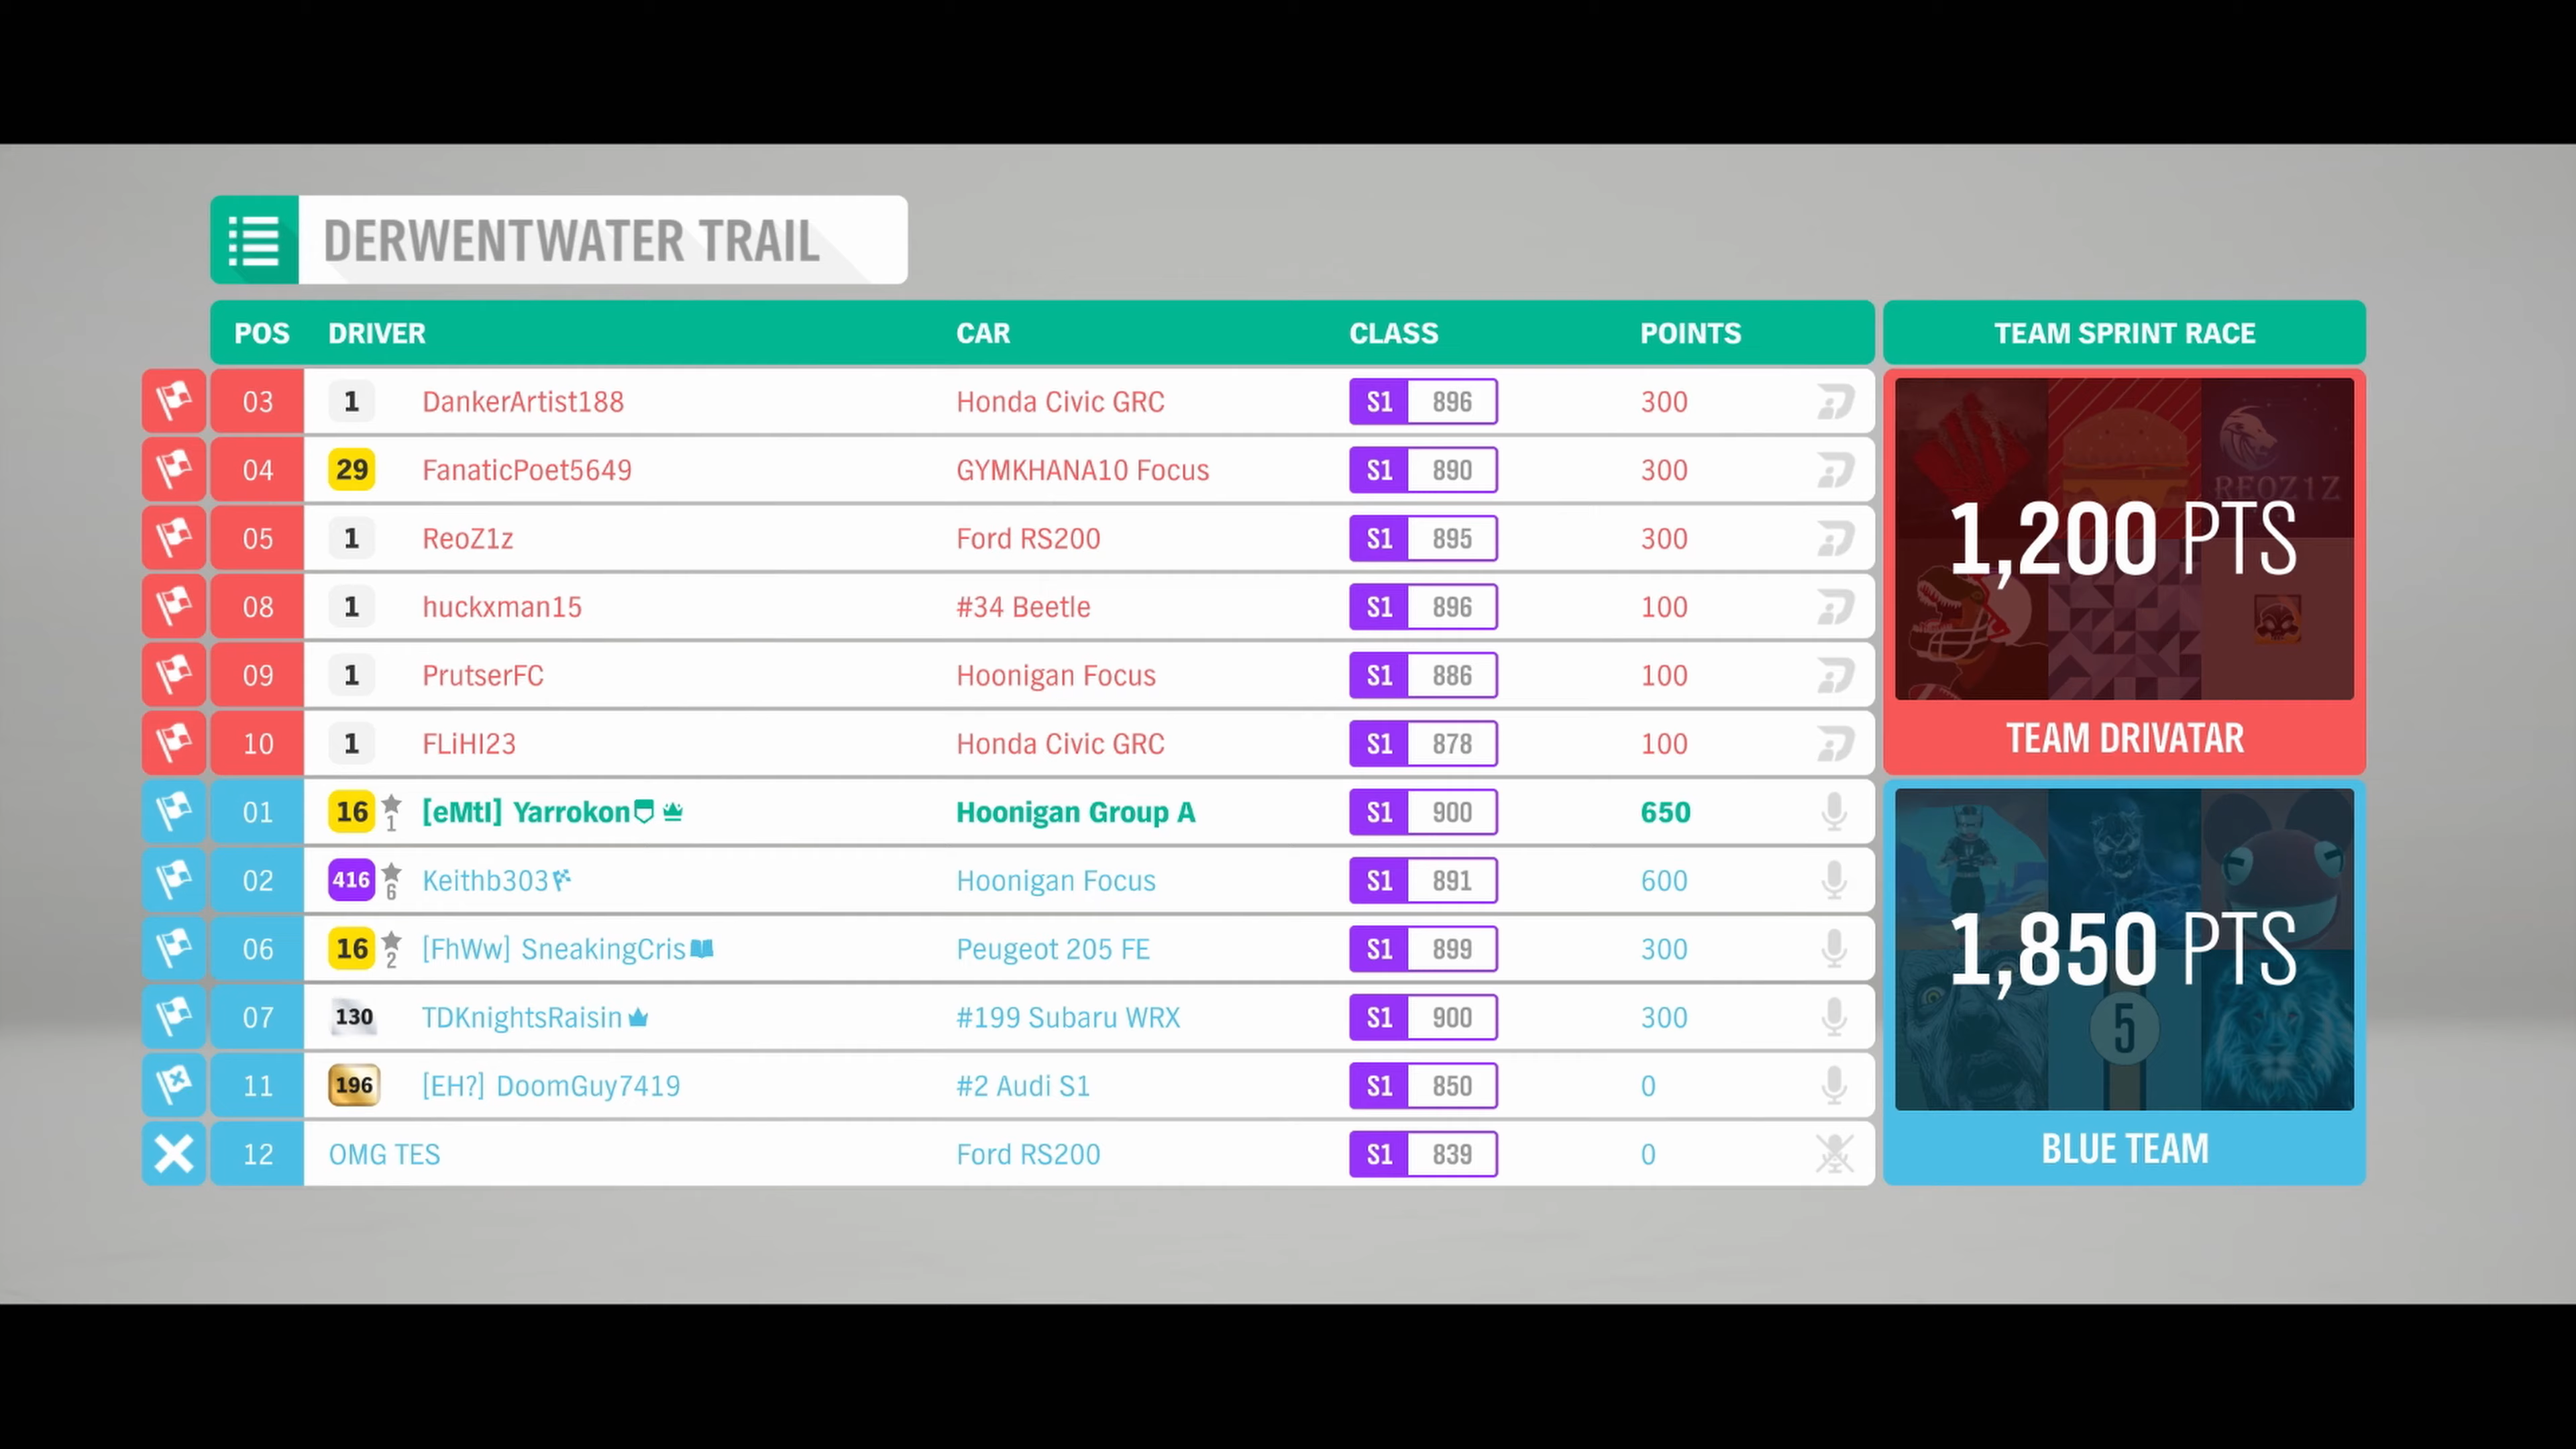 DERWENTWATER TRAIL
POS DRIVER CAR CLASS POINTS TEAM SPRINT RACE
03 1 DankerArtist188 Honda Civic GRC S1 896 300
04 29 FanaticPoet5649 GYMKHANA10 Focus S1 890 300
05 1 ReoZ1z Ford RS200 S1 895 300
08 1 huckxman15 #34 Beetle S1 896 100
09 1 PrutserFC Hoonigan Focus S1 886 100
10 1 FLiHI23 Honda Civic GRC S1 878 100
REOZ1Z
1,200 PTS
TEAM DRIVATAR
01 16 1 [eMtI] Yarrokon Hoonigan Group A S1 900 650
02 416 6 Keithb303 Hoonigan Focus S1 891 600
06 16 2 [FhWw] SneakingCris Peugeot 205 FE S1 899 300
07 130 TDKnightsRaisin #199 Subaru WRX S1 900 300
11 196 [EH?] DoomGuy7419 #2 Audi S1 S1 850 0
12 OMG TES Ford RS200 S1 839 0
1,850 PTS
5
BLUE TEAM